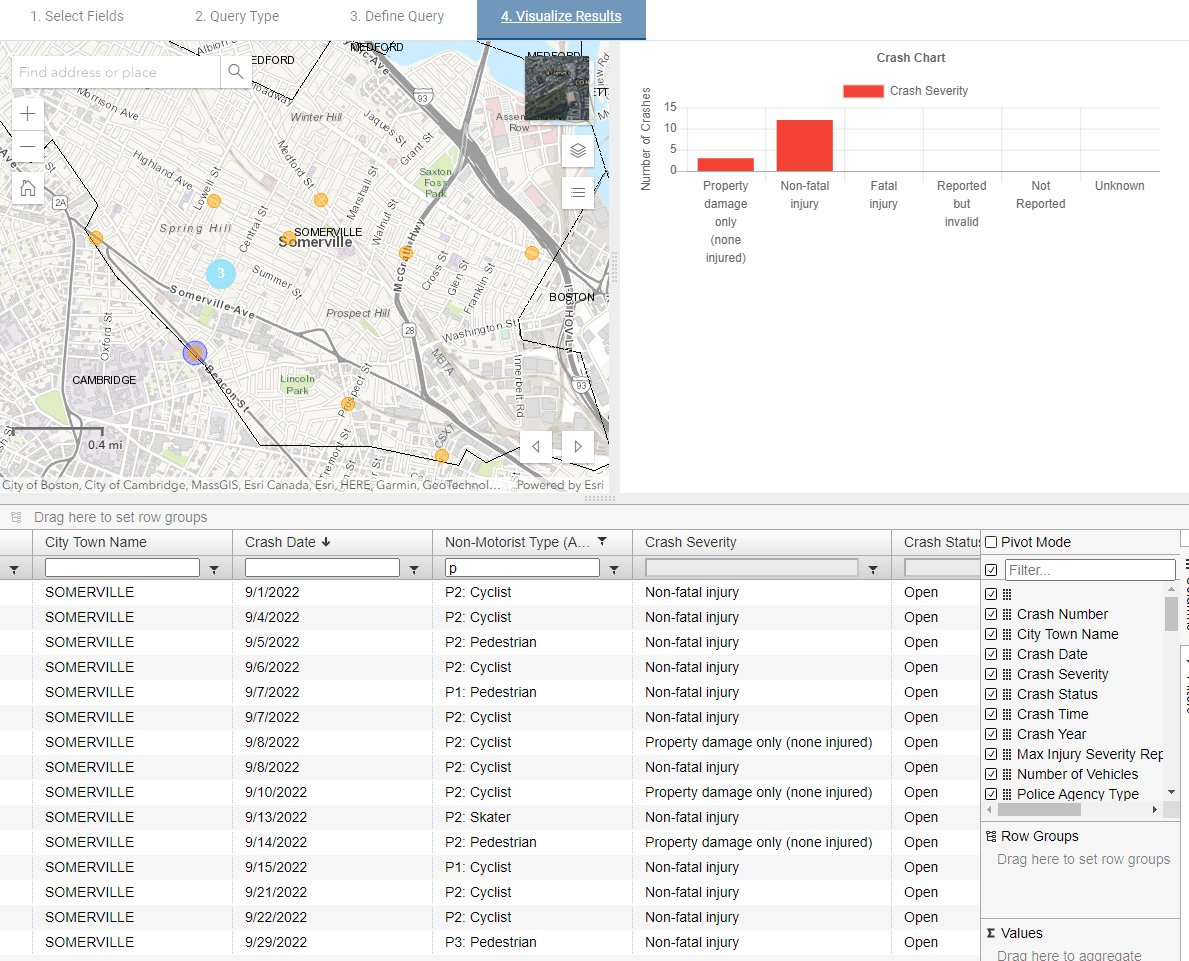 1. Select Fields
2. Query Type
3. Define Query
4. Visualize Results
Find address or place
Albion St
MEDFORD
MEDFORD
MEDFORD
Broadway
93
Winter Hill
Assembly
Row
Morrison Ave
Jaques St
Grant St
Highland Ave
Lowell St
Medford St
Marshall St
Saxton
Foss
Park
2A
Spring Hill
Central St
Walnut St
McGrath Hwy
SOMERVILLE
Somerville
Cross St
Glen St
Franklin St
3
Summer St
Somerville Ave
Prospect Hill
BOSTON
28
Washington St
Oxford St
MBTA
Innerbelt Rd
93
CAMBRIDGE
Beacon St
Lincoln
Park
Prospect St
CSXT
0.4 mi
City of Boston, City of Cambridge, MassGIS, Esri Canada, Esri, HERE, Garmin, GeoTechnol...
Powered by Esri
Crash Chart
Crash Severity
Number of Crashes
15
10
5
0
Property
damage
only
(none
injured)
Non-fatal
injury
Fatal
injury
Reported
but
invalid
Not
Reported
Unknown
Drag here to set row groups
City Town Name Crash Date Non-Motorist Type (A... Crash Severity Crash Status
p
SOMERVILLE 9/1/2022 P2: Cyclist Non-fatal injury Open
SOMERVILLE 9/4/2022 P2: Cyclist Non-fatal injury Open
SOMERVILLE 9/5/2022 P2: Pedestrian Non-fatal injury Open
SOMERVILLE 9/6/2022 P2: Cyclist Non-fatal injury Open
SOMERVILLE 9/7/2022 P1: Pedestrian Non-fatal injury Open
SOMERVILLE 9/7/2022 P2: Cyclist Non-fatal injury Open
SOMERVILLE 9/8/2022 P2: Cyclist Property damage only (none injured) Open
SOMERVILLE 9/8/2022 P2: Cyclist Non-fatal injury Open
SOMERVILLE 9/10/2022 P2: Cyclist Property damage only (none injured) Open
SOMERVILLE 9/13/2022 P2: Skater Non-fatal injury Open
SOMERVILLE 9/14/2022 P2: Pedestrian Property damage only (none injured) Open
SOMERVILLE 9/15/2022 P1: Cyclist Non-fatal injury Open
SOMERVILLE 9/21/2022 P2: Cyclist Non-fatal injury Open
SOMERVILLE 9/22/2022 P2: Cyclist Non-fatal injury Open
SOMERVILLE 9/29/2022 P3: Pedestrian Non-fatal injury Open
Pivot Mode
Filter...
Crash Number
City Town Name
Crash Date
Crash Severity
Crash Status
Crash Time
Crash Year
Max Injury Severity Rep
Number of Vehicles
Police Agency Type
Row Groups
Drag here to set row groups
Values
Drag here to aggregate